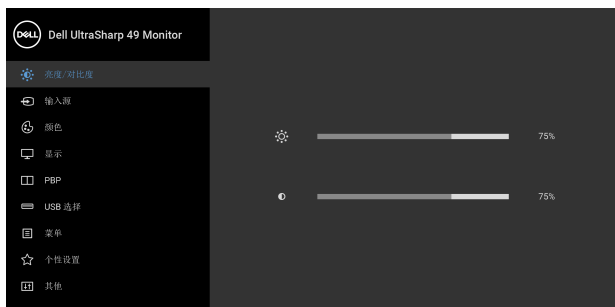 DELL
Dell UltraSharp 49 Monitor
亮度/对比度
输入源
颜色
75%
显示
PBP
75%
USB 选择
菜单
个性设置
其他